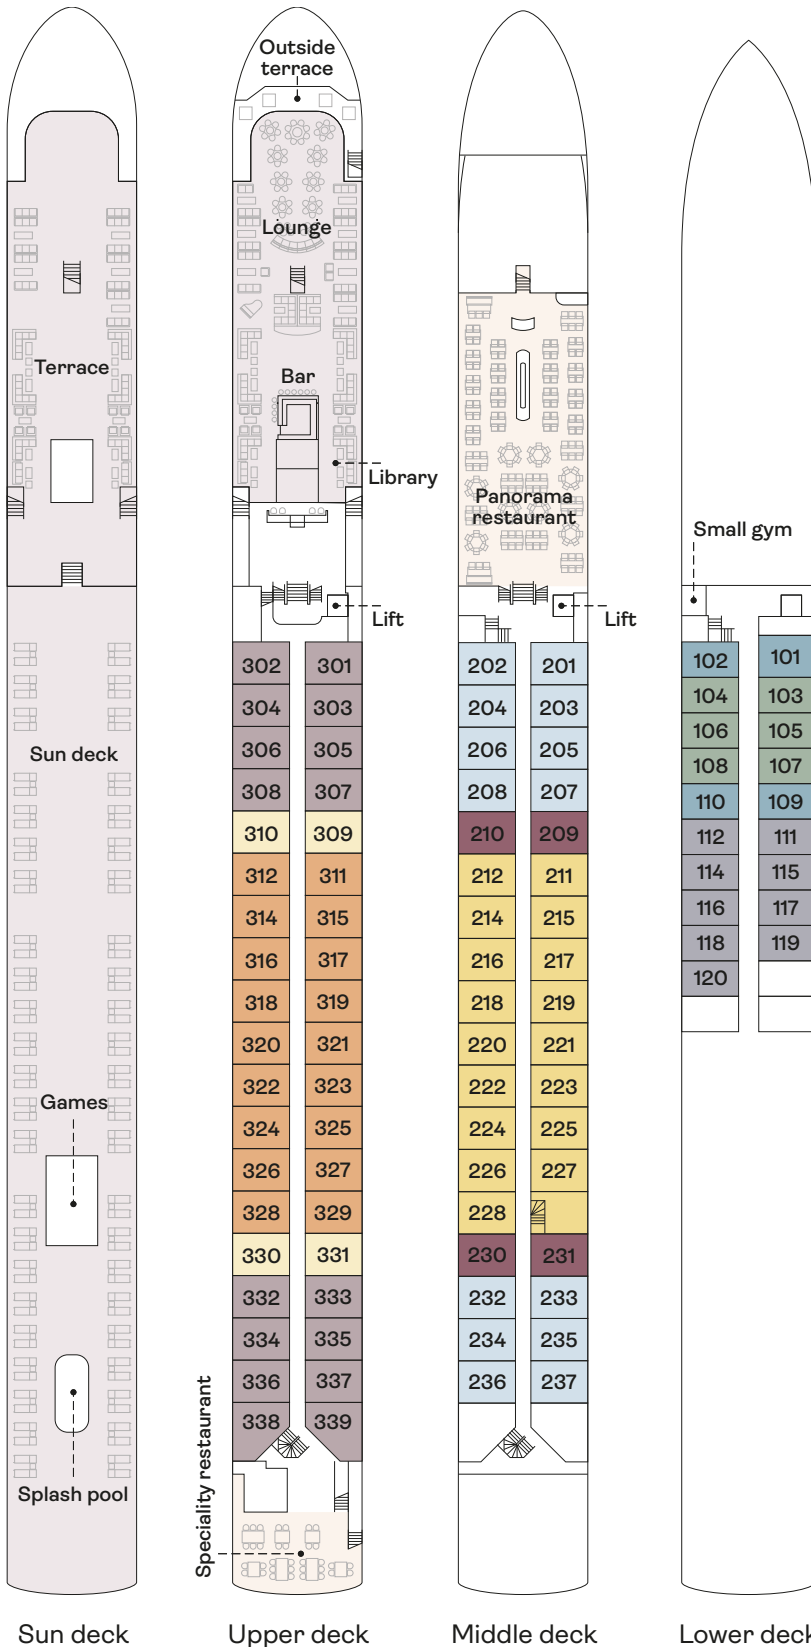 Outside
terrace
Lounge
Terrace
Bar
Library
Panorama
restaurant
Small gym
Lift
Lift
302 301
202 201
102 101
304 303
204 203
104 103
306 305
206 205
106 105
Sun deck
308 307
208 207
108 107
310 309
210 209
110 109
312 311
212 211
112 111
314 315
214 215
114 115
316 317
216 217
116 117
318 319
218 219
118 119
320 321
220 221
120
322 323
222 223
Games
324 325
224 225
326 327
226 227
328 329
228
330 331
230 231
332 333
232 233
334 335
234 235
336 337
236 237
338 339
Splash pool
Speciality restaurant
Sun deck
Upper deck
Middle deck
Lower deck